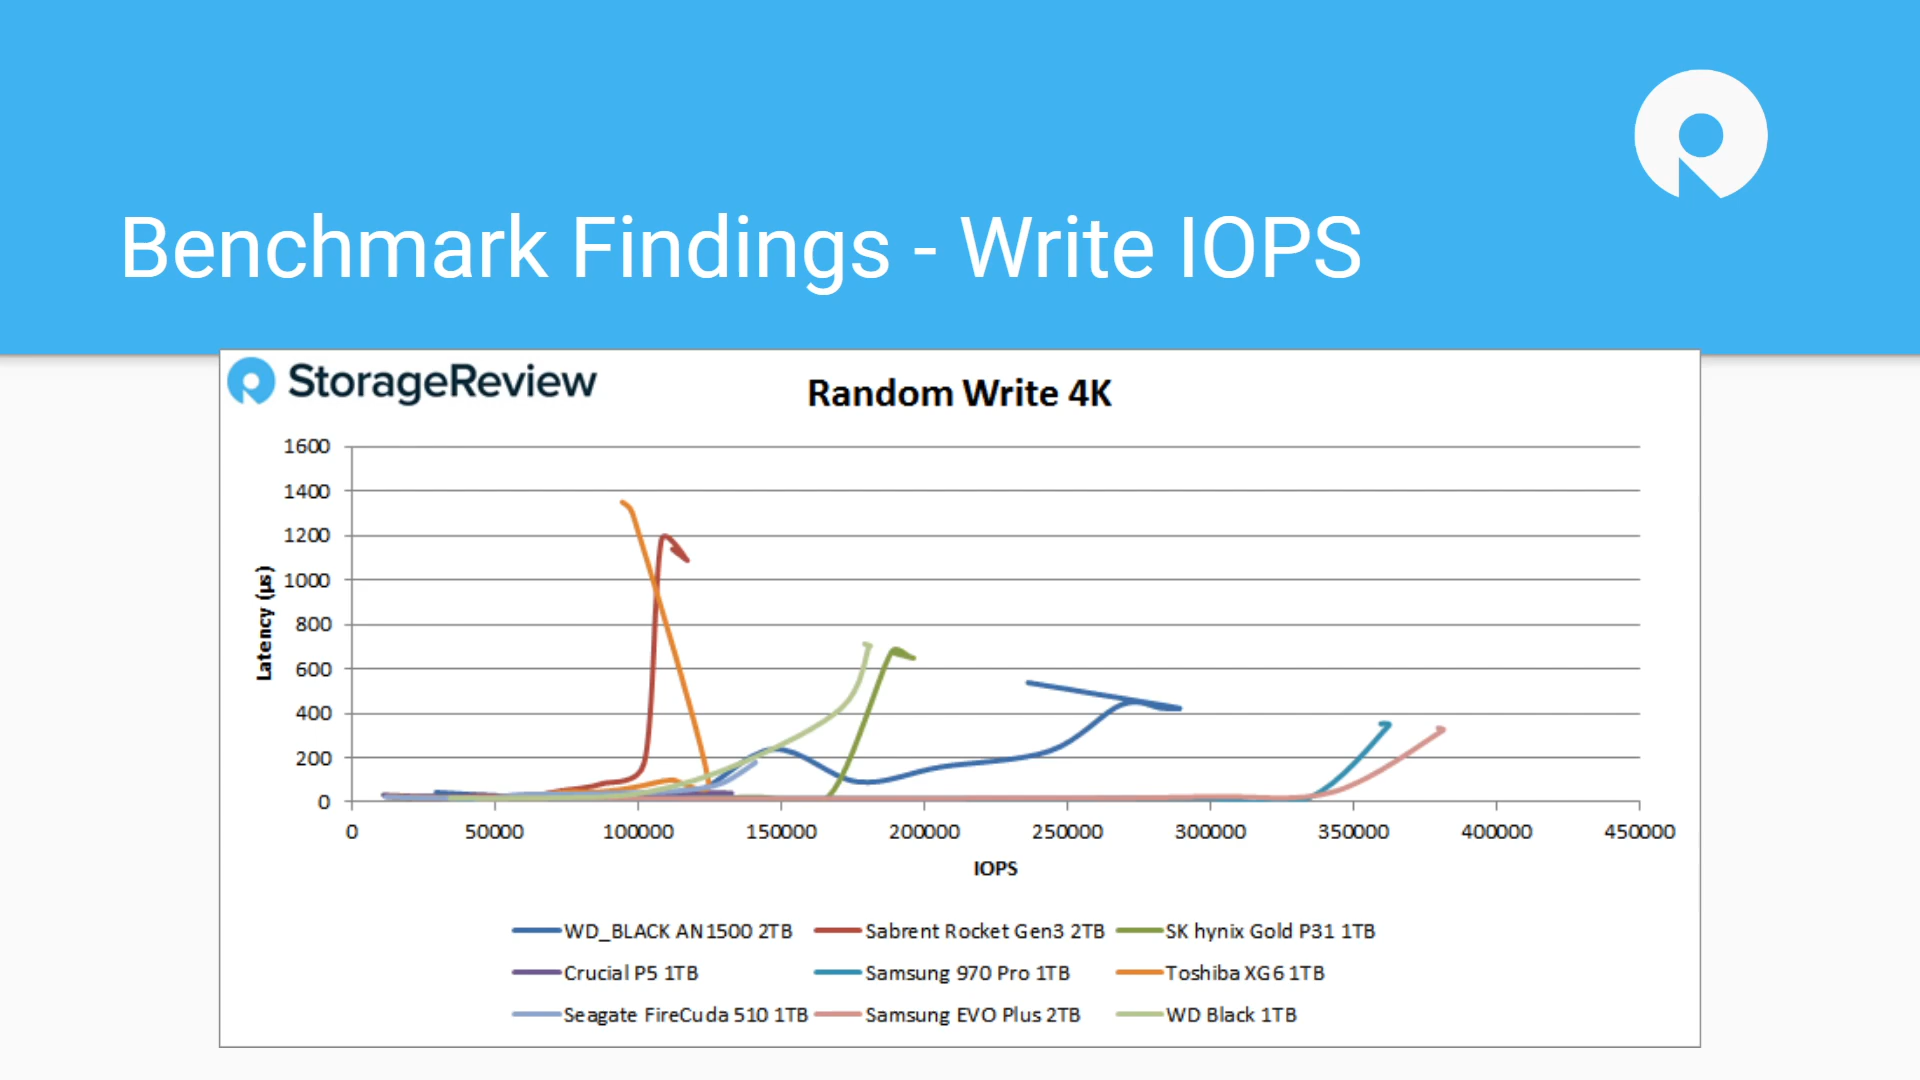 Benchmark Findings - Write IOPS
StorageReview
Random Write 4K
1600
1400
1200
1000
800
600
400
200
0
Latency (µs)
0 50000 100000 150000 200000 250000 300000 350000 400000 450000
IOPS
WD_BLACK AN1500 2TB Sabrent Rocket Gen3 2TB SK hynix Gold P31 1TB
Crucial P5 1TB Samsung 970 Pro 1TB Toshiba XG6 1TB
Seagate FireCuda 510 1TB Samsung EVO Plus 2TB WD Black 1TB